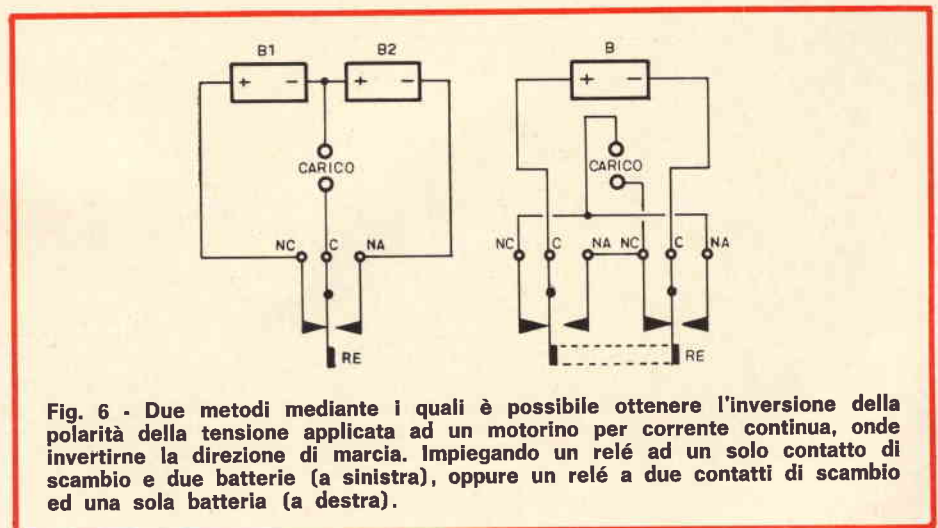 B1 B2 B
+ - + - + -
CARICO CARICO
NC C NA NC C NA NC C NA
RE RE
Fig. 6 - Due metodi mediante i quali è possibile ottenere l'inversione della
polarità della tensione applicata ad un motorino per corrente continua, onde
invertirne la direzione di marcia. Impiegando un relé ad un solo contatto di
scambio e due batterie (a sinistra), oppure un relé a due contatti di scambio
ed una sola batteria (a destra).